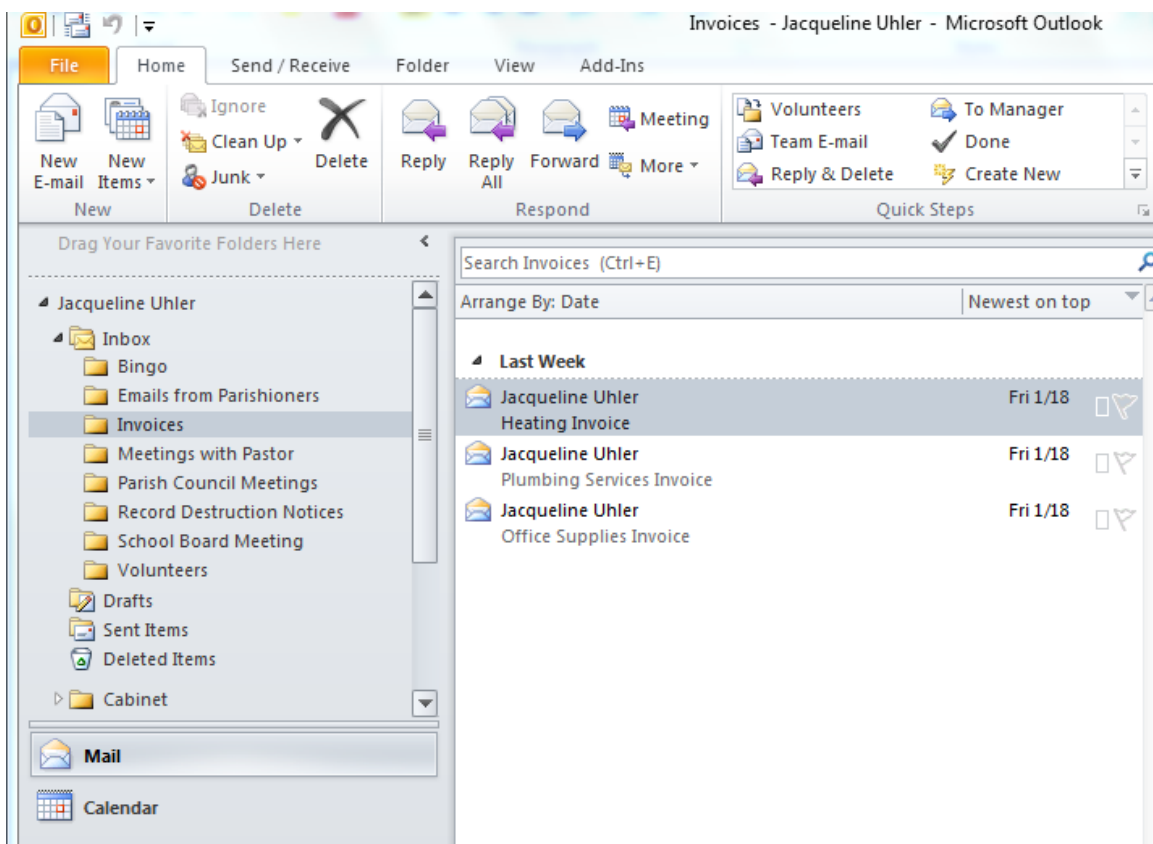 Invoices - Jacqueline Uhler - Microsoft Outlook
File Home Send / Receive Folder View Add-Ins
New E-mail
New Items
New
Ignore
Clean Up
Junk
Delete
Delete
Reply
Reply All
Forward
Meeting
More
Respond
Volunteers
To Manager
Team E-mail
Done
Reply & Delete
Create New
Quick Steps
Drag Your Favorite Folders Here
Jacqueline Uhler
Inbox
Bingo
Emails from Parishioners
Invoices
Meetings with Pastor
Parish Council Meetings
Record Destruction Notices
School Board Meeting
Volunteers
Drafts
Sent Items
Deleted Items
Cabinet
Mail
Calendar
Search Invoices (Ctrl+E)
Arrange By: Date Newest on top
Last Week
Jacqueline Uhler Fri 1/18
Heating Invoice
Jacqueline Uhler Fri 1/18
Plumbing Services Invoice
Jacqueline Uhler Fri 1/18
Office Supplies Invoice